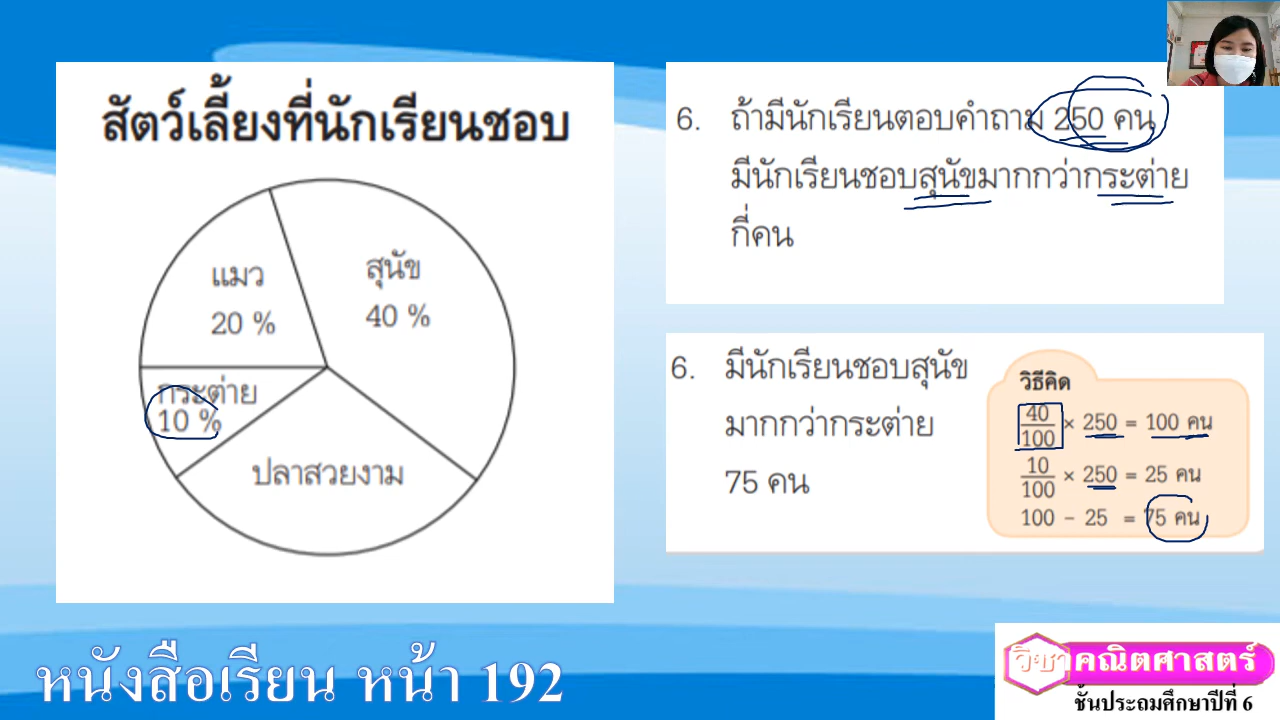 สัตว์เลี้ยงที่นักเรียนชอบ
แมว
20 %
สุนัข
40 %
กระต่าย
10 %
ปลาสวยงาม
6. ถ้ามีนักเรียนตอบคำถาม 250 คน
มีนักเรียนชอบสุนัขมากกว่ากระต่าย
กี่คน
6. มีนักเรียนชอบสุนัข
มากกว่ากระต่าย
75 คน
วิธีคิด
40/100 × 250 = 100 คน
10/100 × 250 = 25 คน
100 – 25 = 75 คน
หนังสือเรียน หน้า 192
วิชาคณิตศาสตร์
ชั้นประถมศึกษาปีที่ 6